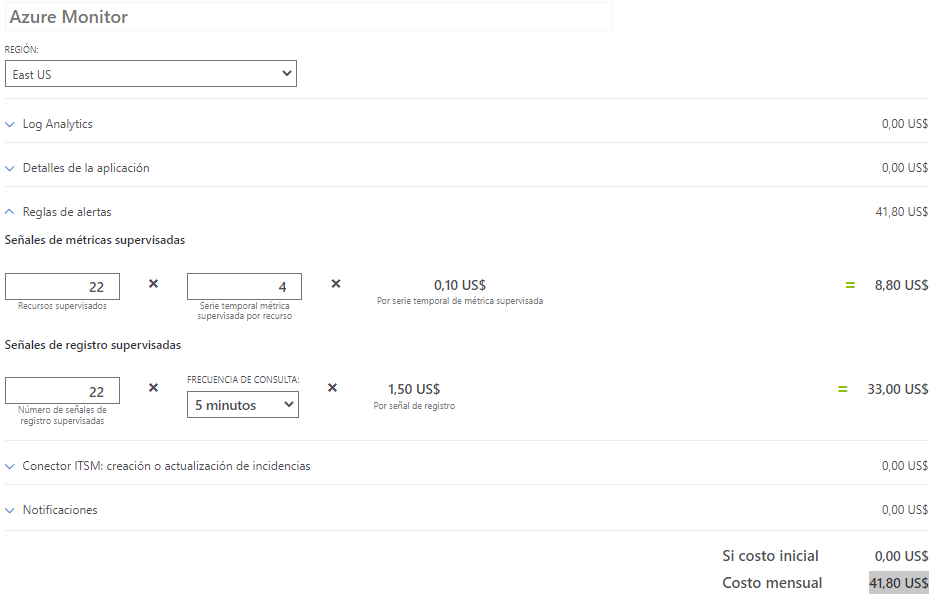 Azure Monitor
REGIÓN:
East US
Log Analytics 0,00 US$
Detalles de la aplicación 0,00 US$
Reglas de alertas 41,80 US$
Señales de métricas supervisadas
22 × 4 × 0,10 US$ = 8,80 US$
Recursos supervisados Serie temporal métrica supervisada por recurso Por serie temporal de métrica supervisada
Señales de registro supervisadas
FRECUENCIA DE CONSULTA:
22 × 5 minutos × 1,50 US$ = 33,00 US$
Número de señales de registro supervisadas Por señal de registro
Conector ITSM: creación o actualización de incidencias 0,00 US$
Notificaciones 0,00 US$
Si costo inicial 0,00 US$
Costo mensual 41,80 US$